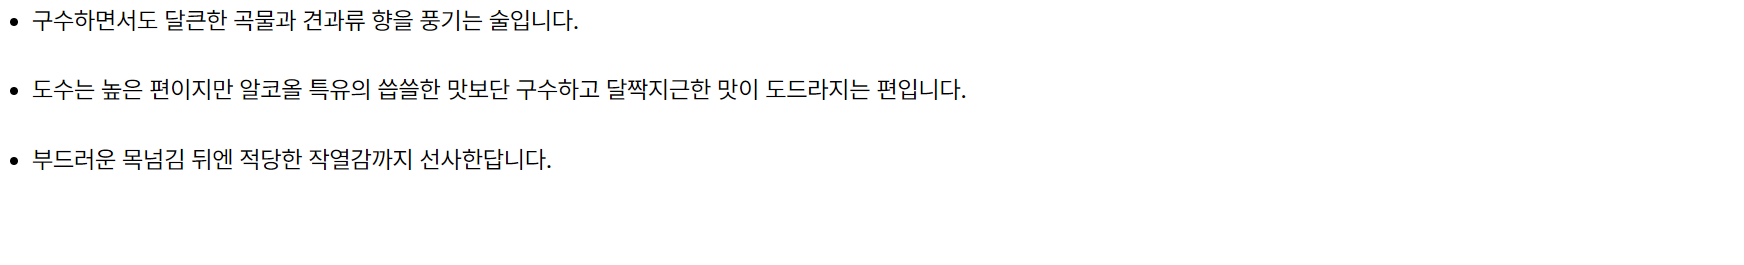 구수하면서도 달큰한 곡물과 견과류 향을 풍기는 술입니다.
도수는 높은 편이지만 알코올 특유의 씁쓸한 맛보단 구수하고 달짝지근한 맛이 도드라지는 편입니다.
부드러운 목넘김 뒤엔 적당한 작열감까지 선사한답니다.